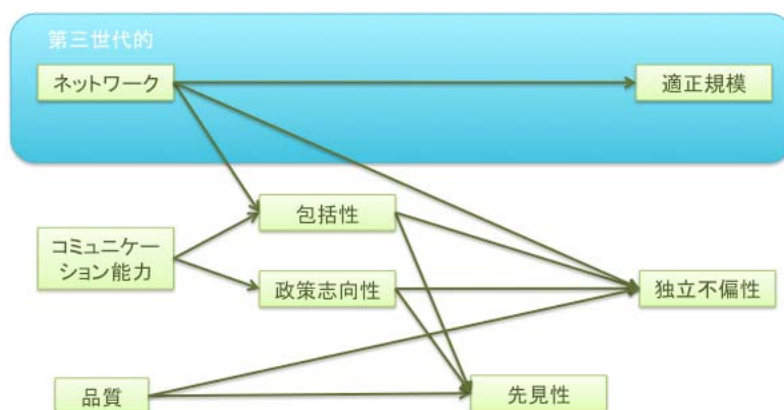 第三世代的
ネットワーク
適正規模
包括性
コミュニケー
ション能力
政策志向性
独立不偏性
品質
先見性